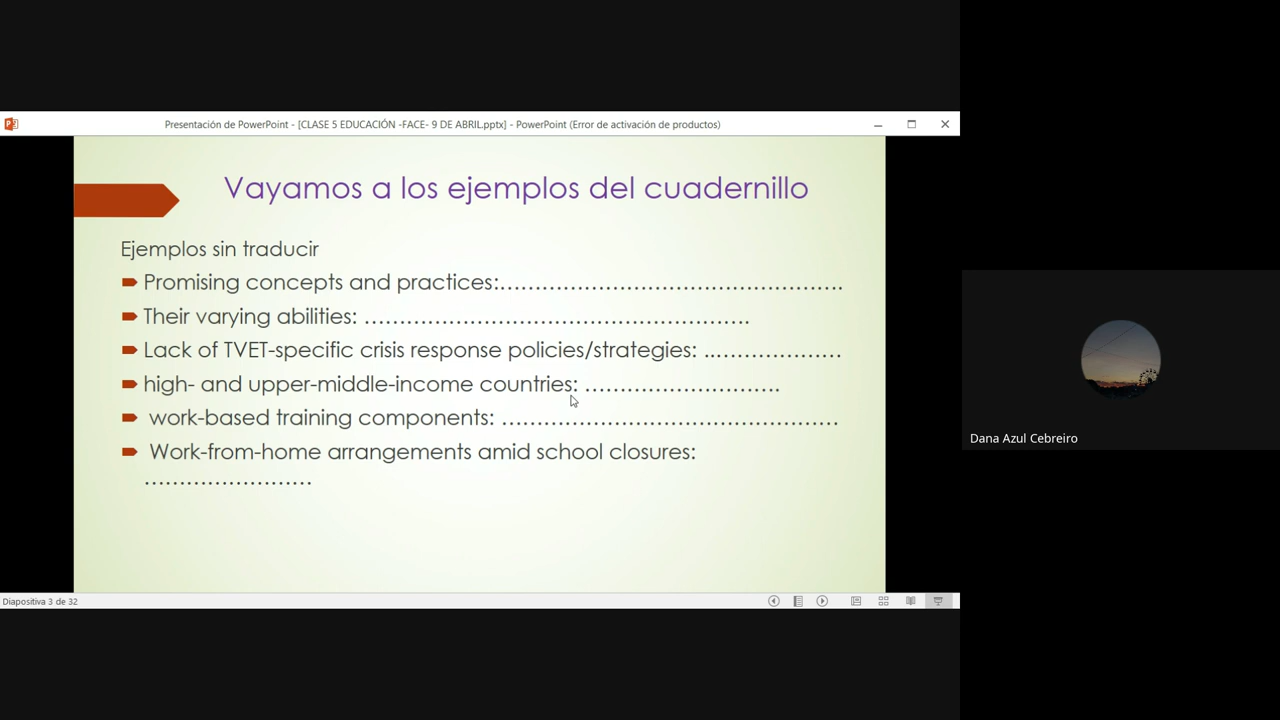 Presentación de PowerPoint - [CLASE 5 EDUCACIÓN -FACE- 9 DE ABRIL.pptx] - PowerPoint (Error de activación de productos)
Vayamos a los ejemplos del cuadernillo
Ejemplos sin traducir
Promising concepts and practices:……………………………………………
Their varying abilities: ……………………………………………….
Lack of TVET-specific crisis response policies/strategies: ..………………
high- and upper-middle-income countries: ……………………….
work-based training components: …………………………………………
Work-from-home arrangements amid school closures:
……………………
Dana Azul Cebreiro
Diapositiva 3 de 32